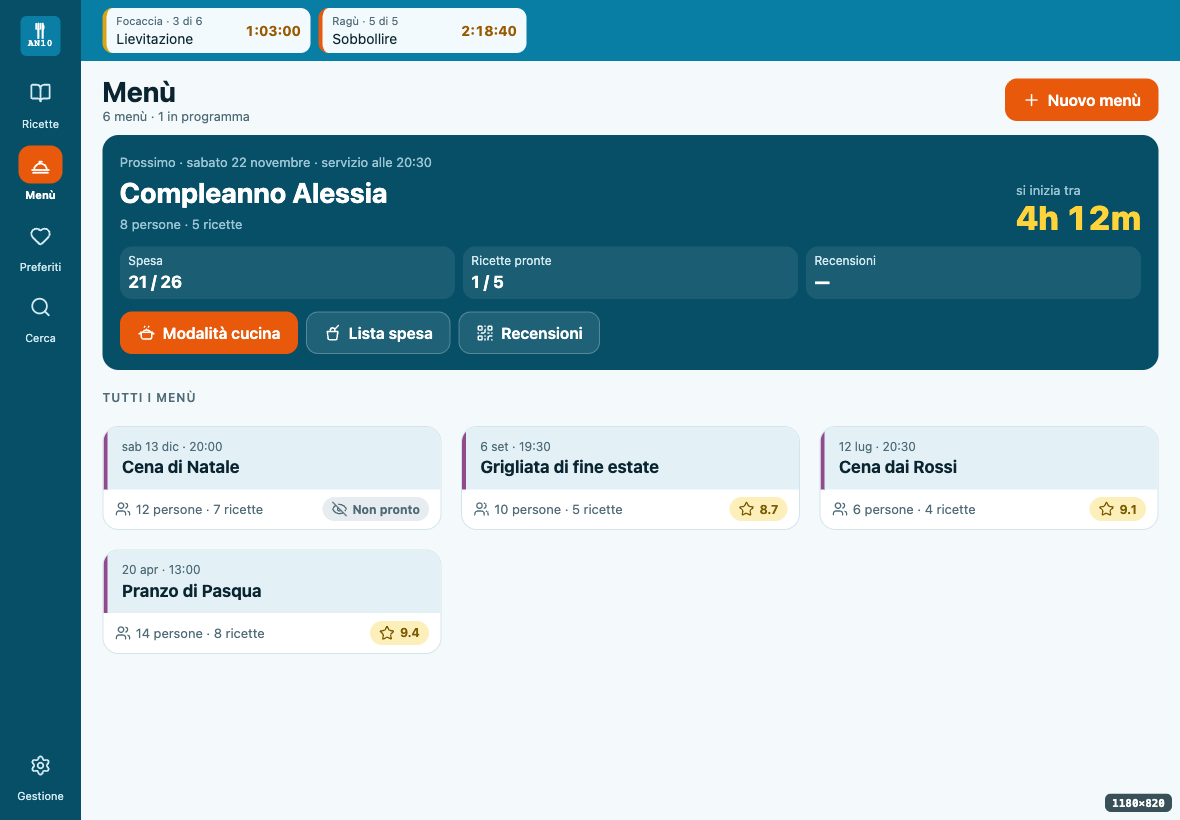 AN10
Ricette
Menù
Preferiti
Cerca
Gestione
Focaccia · 3 di 6
Lievitazione
1:03:00
Ragù · 5 di 5
Sobbollire
2:18:40
Menù
6 menù · 1 in programma
Nuovo menù
Prossimo · sabato 22 novembre · servizio alle 20:30
Compleanno Alessia
8 persone · 5 ricette
si inizia tra
4h 12m
Spesa
21 / 26
Ricette pronte
1 / 5
Recensioni
—
Modalità cucina
Lista spesa
Recensioni
TUTTI I MENÙ
sab 13 dic · 20:00
Cena di Natale
12 persone · 7 ricette
Non pronto
6 set · 19:30
Grigliata di fine estate
10 persone · 5 ricette
8.7
12 lug · 20:30
Cena dai Rossi
6 persone · 4 ricette
9.1
20 apr · 13:00
Pranzo di Pasqua
14 persone · 8 ricette
9.4
1180×820